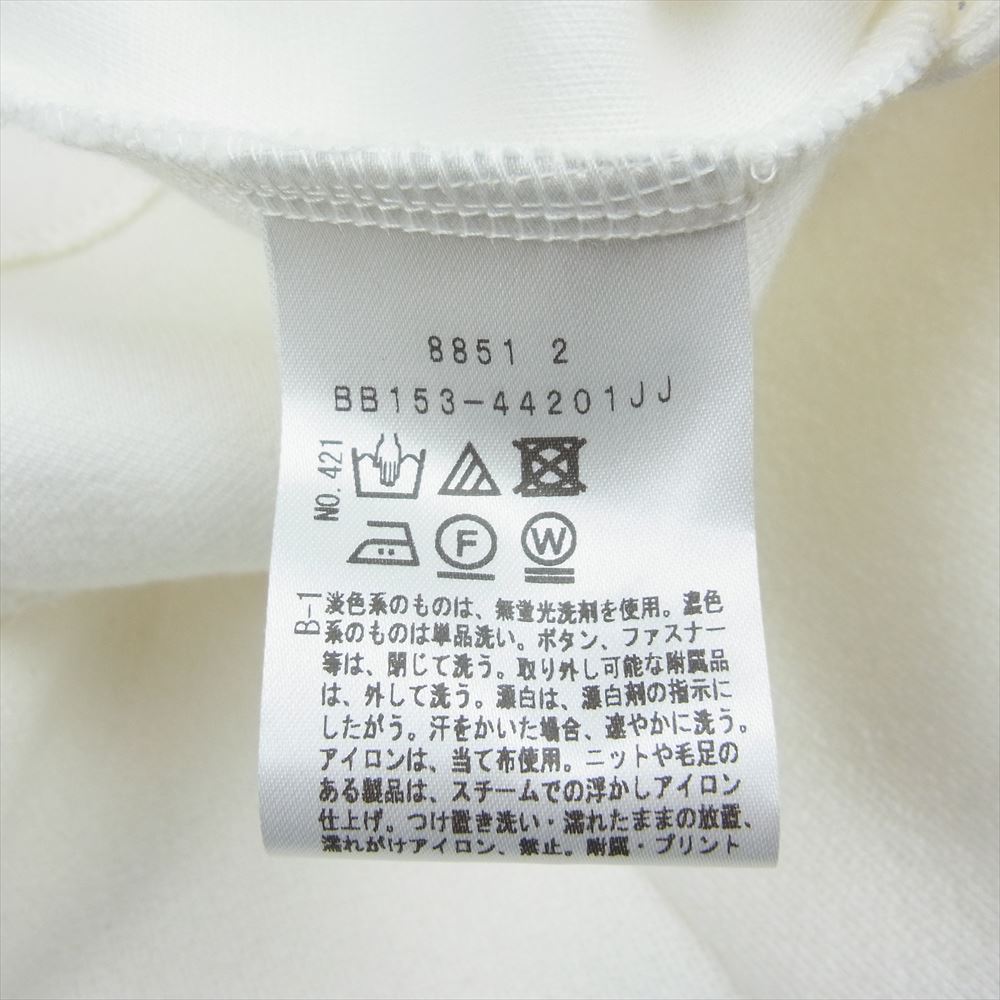 8851 2
BB153-44201JJ
NO.421
F
W
B-1
淡色系のものは、無蛍光洗剤を使用。濃色
系のものは単品洗い。ボタン、ファスナー
等は、閉じて洗う。取り外し可能な附属品
は、外して洗う。漂白は、漂白剤の指示に
したがう。汗をかいた場合、速やかに洗う。
アイロンは、当て布使用。ニットや毛足の
ある製品は、スチームでの浮かしアイロン
仕上げ。つけ置き洗い・濡れたままの放置、
濡れがけアイロン、禁止。附属・プリント